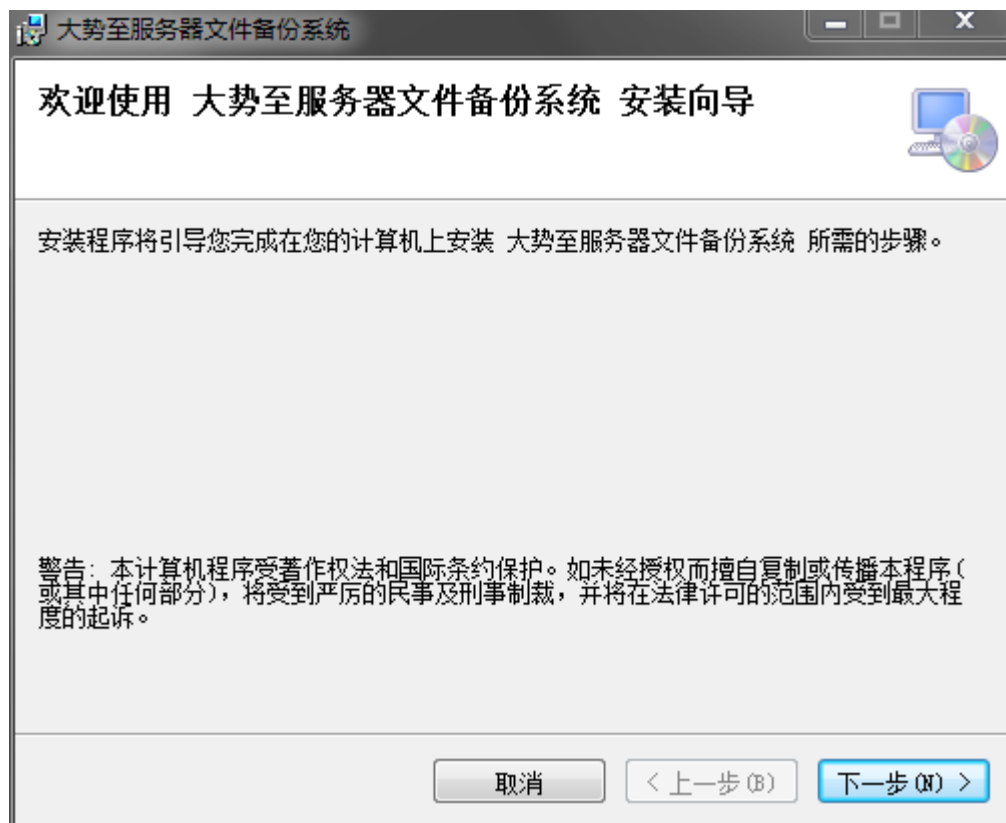 大势至服务器文件备份系统
欢迎使用 大势至服务器文件备份系统 安装向导
安装程序将引导您完成在您的计算机上安装 大势至服务器文件备份系统 所需的步骤。
警告: 本计算机程序受著作权法和国际条约保护。如未经授权而擅自复制或传播本程序(
或其中任何部分), 将受到严厉的民事及刑事制裁, 并将在法律许可的范围内受到最大程
度的起诉。
取消
< 上一步(B)
下一步(N) >